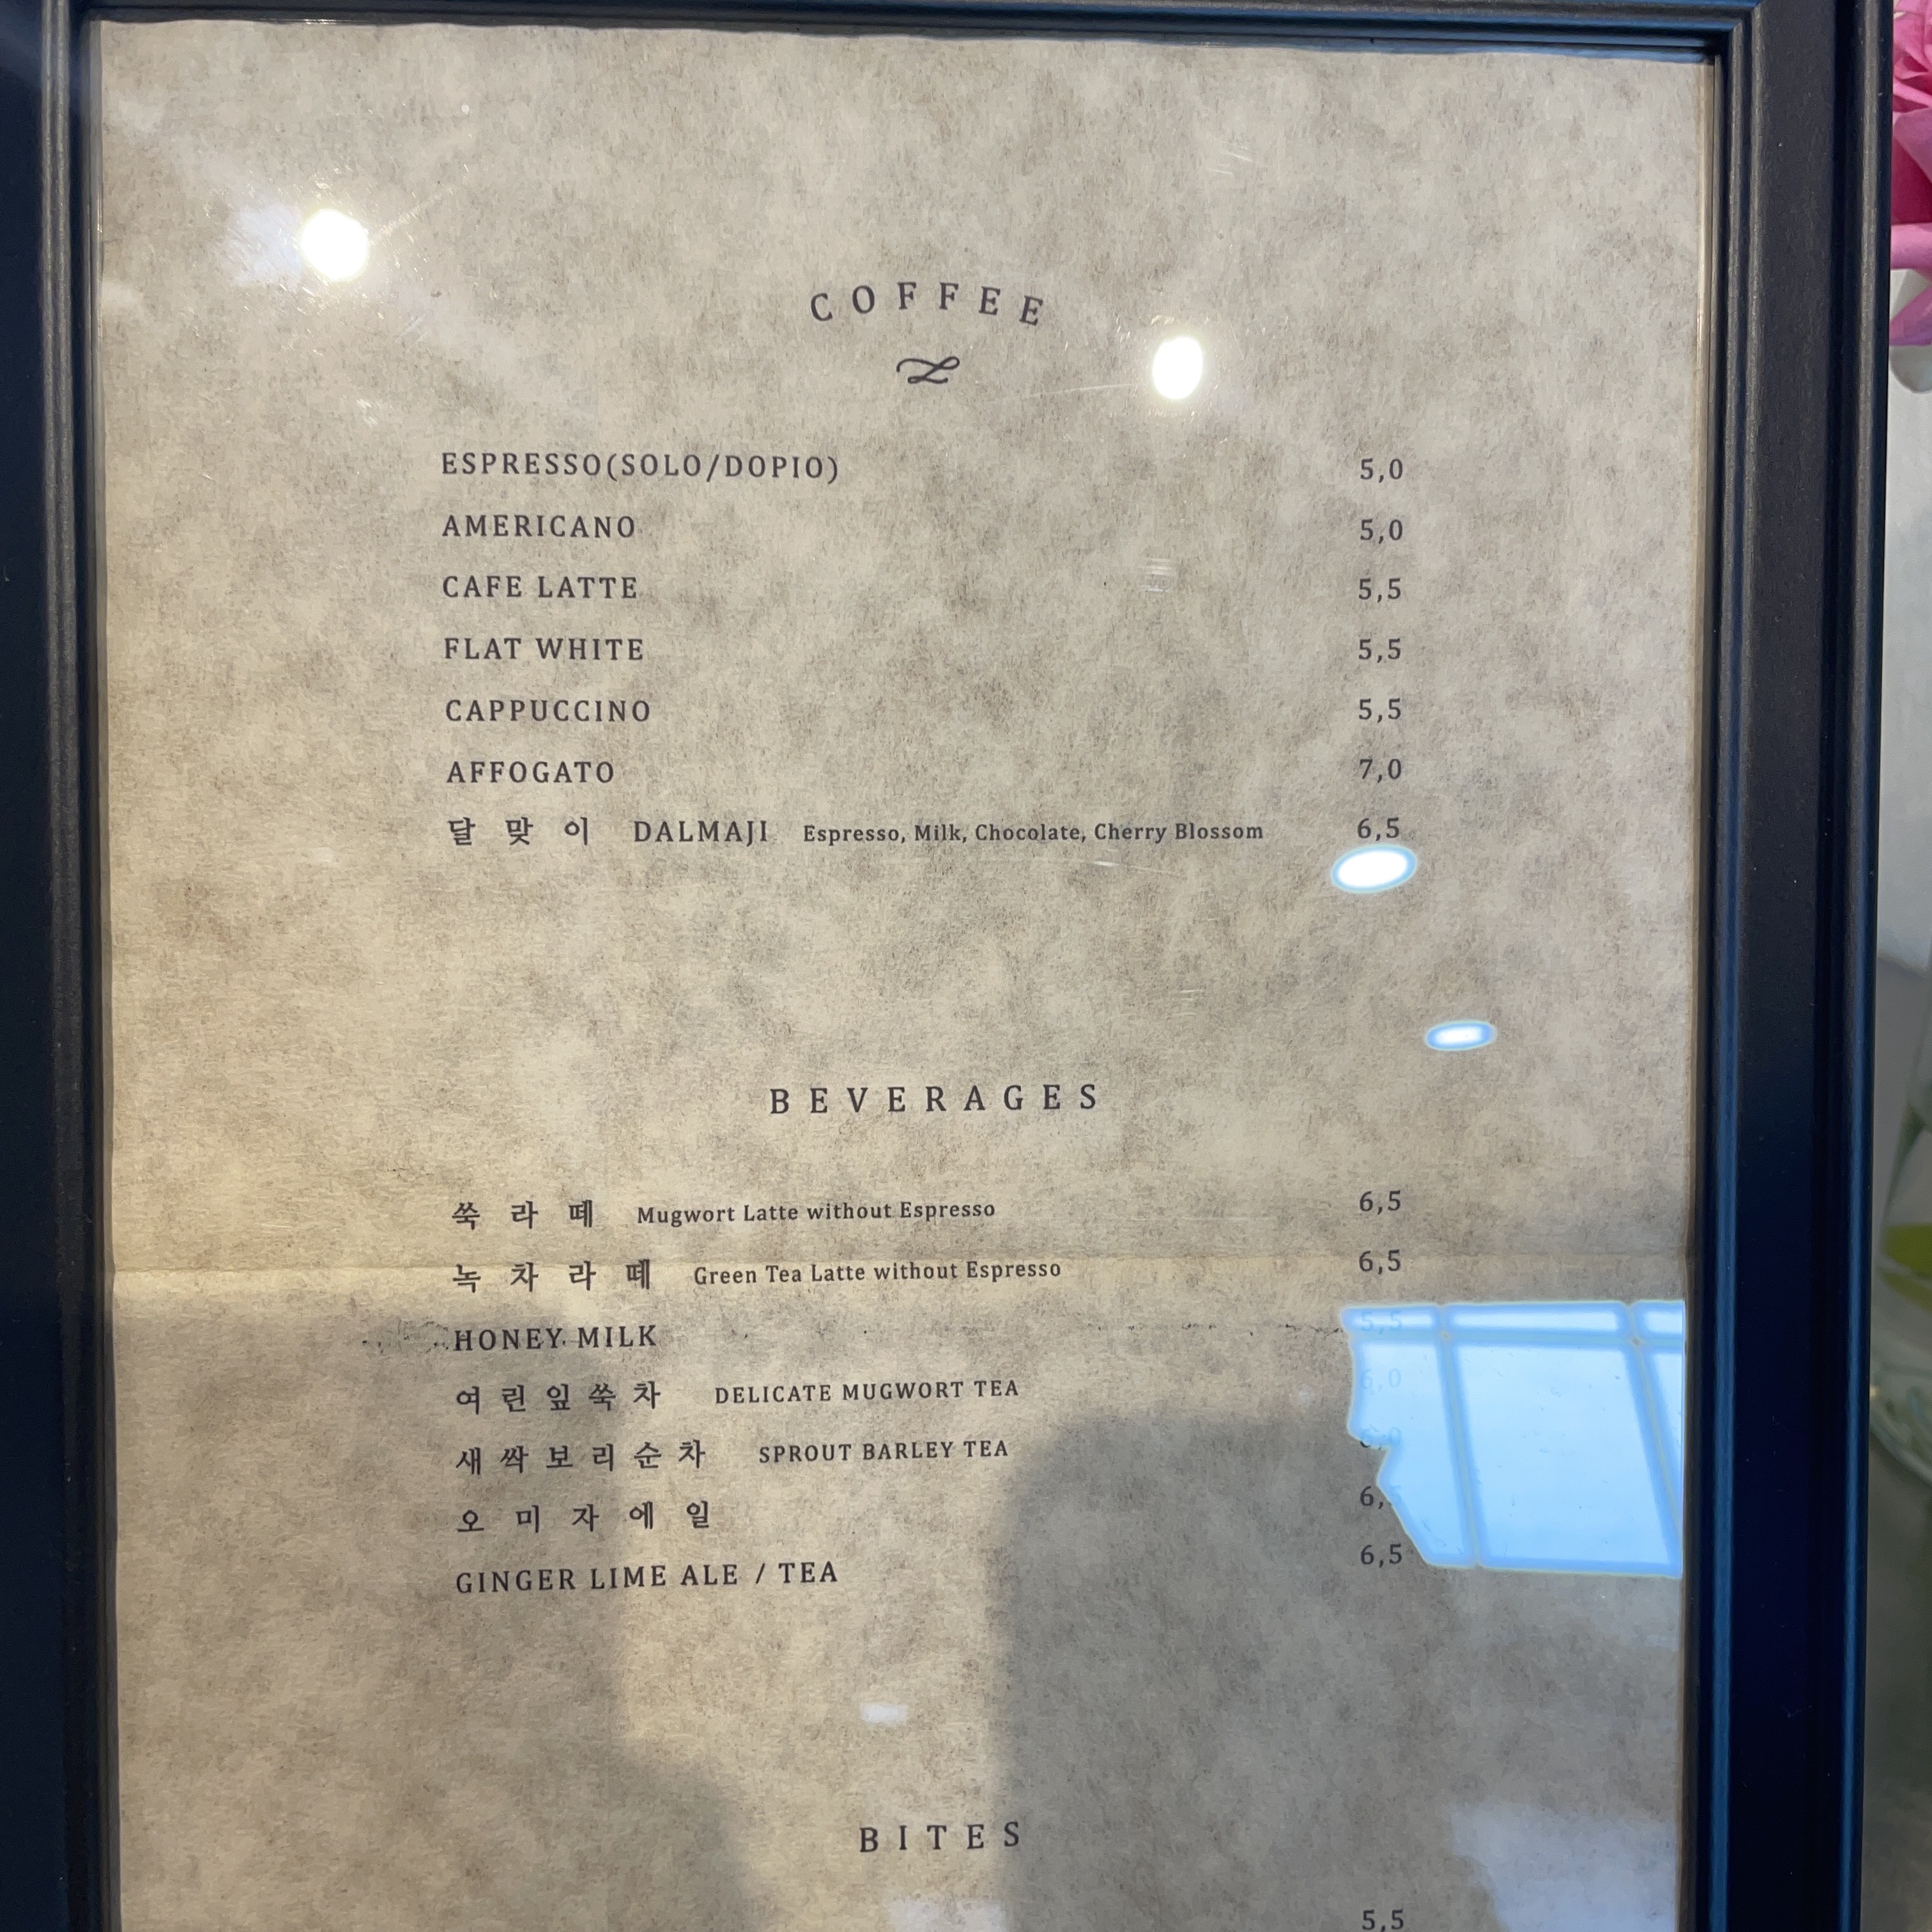 COFFEE
ESPRESSO(SOLO/DOPIO) 5,0
AMERICANO 5,0
CAFE LATTE 5,5
FLAT WHITE 5,5
CAPPUCCINO 5,5
AFFOGATO 7,0
달맞이 DALMAJI Espresso, Milk, Chocolate, Cherry Blossom 6,5
BEVERAGES
쑥라떼 Mugwort Latte without Espresso 6,5
녹차라떼 Green Tea Latte without Espresso 6,5
HONEY MILK 5,5
여린잎쑥차 DELICATE MUGWORT TEA 6,0
새싹보리순차 SPROUT BARLEY TEA
오미자에일
GINGER LIME ALE / TEA 6,5
BITES
5,5